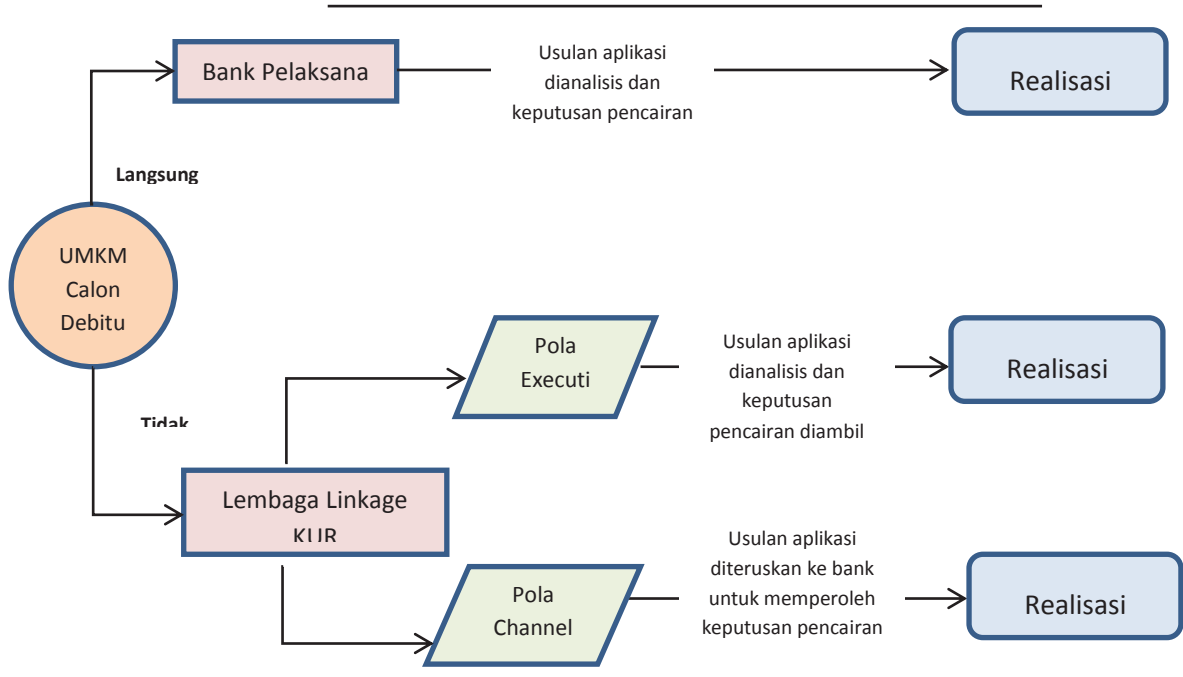 Bank Pelaksana
Usulan aplikasi
dianalisis dan
keputusan pencairan
Realisasi
Langsung
UMKM
Calon
Debitu
Pola
Executi
Usulan aplikasi
dianalisis dan
keputusan
pencairan diambil
Realisasi
Tidak
Lembaga Linkage
KUR
Usulan aplikasi
diteruskan ke bank
untuk memperoleh
keputusan pencairan
Pola
Channel
Realisasi